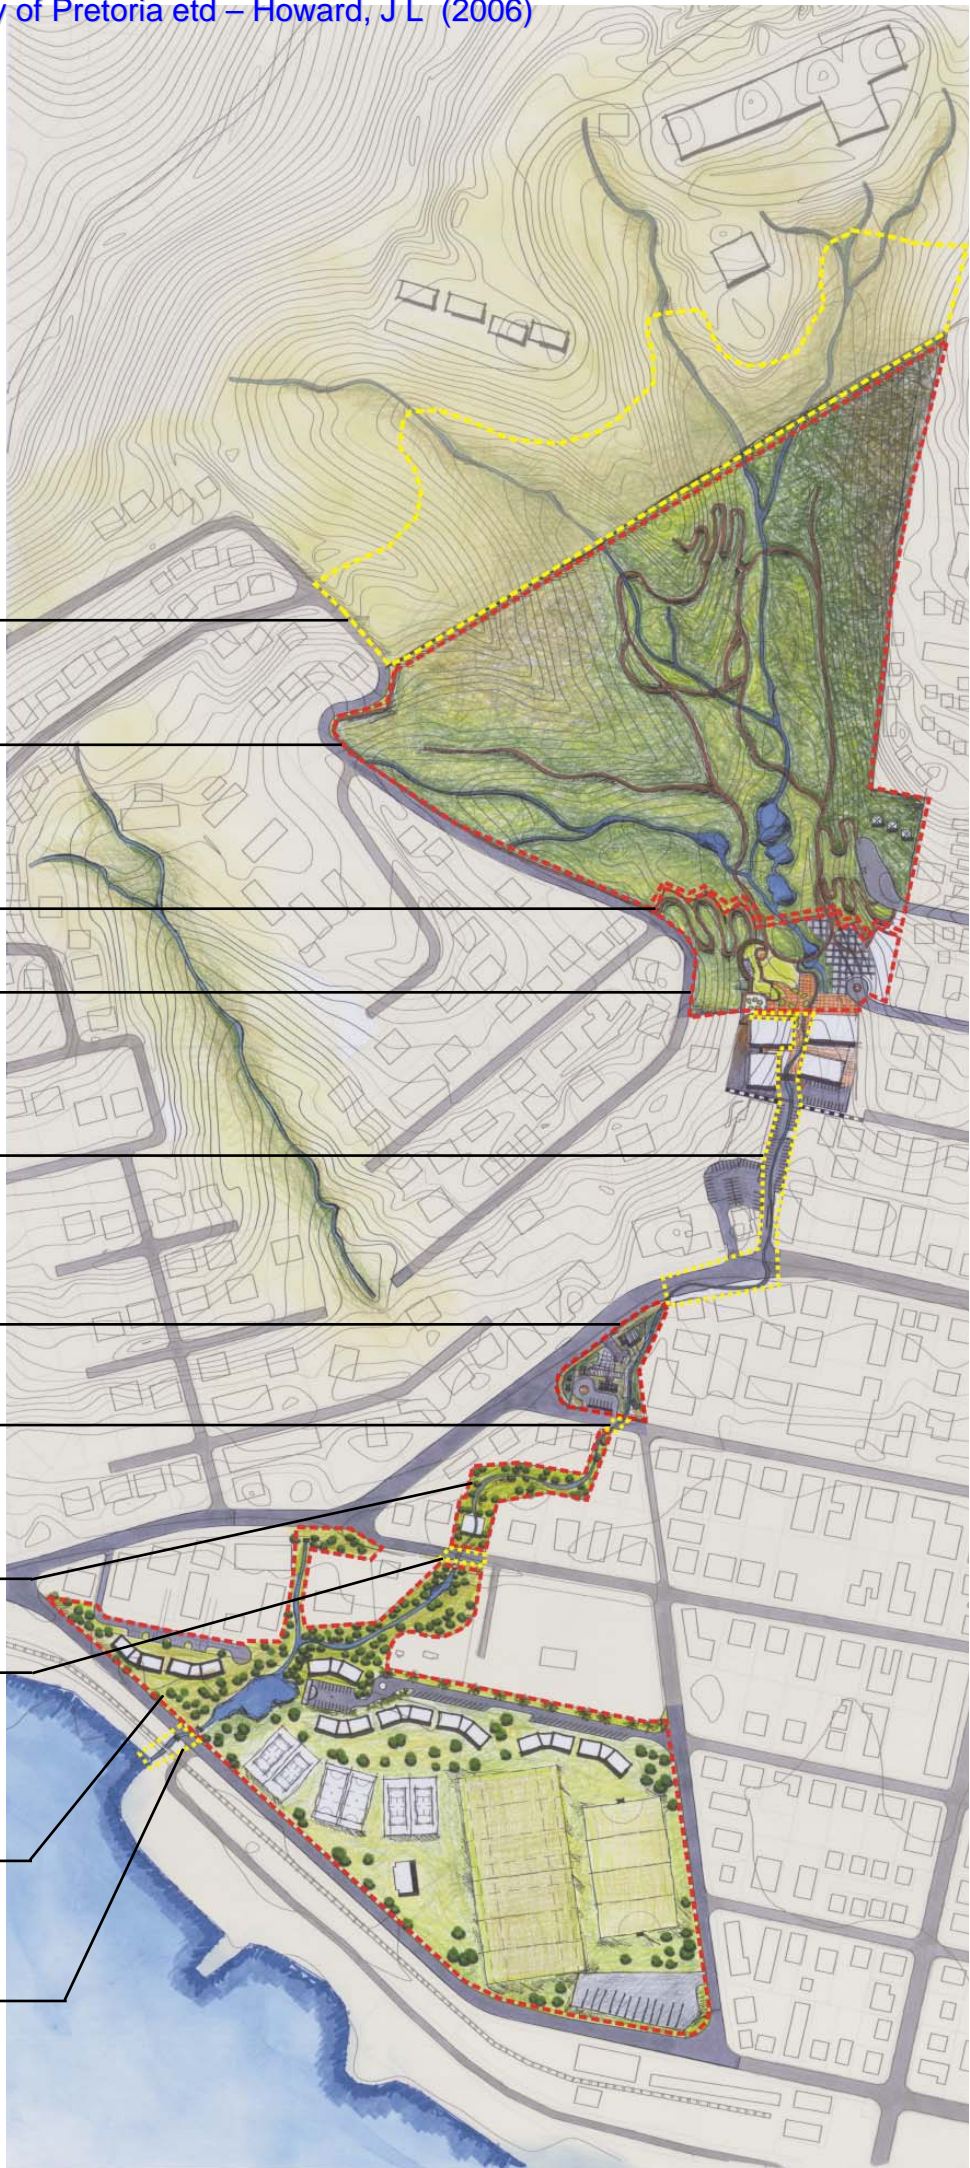 y of Pretoria etd – Howard, J L (2006)